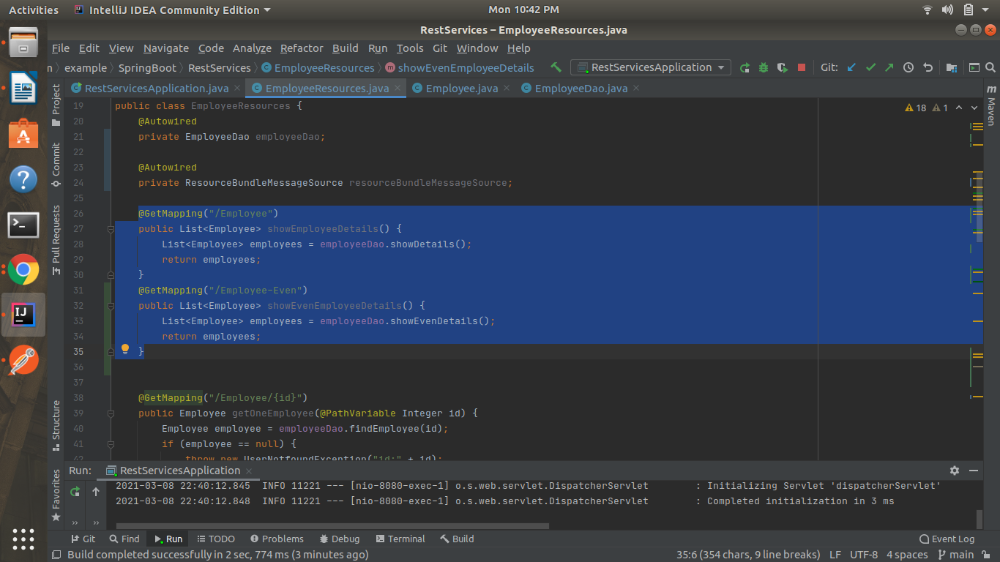 Activities IntelliJ IDEA Community Edition Mon 10:42 PM
RestServices – EmployeeResources.java
File Edit View Navigate Code Analyze Refactor Build Run Tools Git Window Help
m example SpringBoot RestServices EmployeeResources showEvenEmployeeDetails RestServicesApplication Git:
RestServicesApplication.java EmployeeResources.java Employee.java EmployeeDao.java
Project
Commit
Pull Requests
Structure
Favorites
Maven
18 1
19 public class EmployeeResources {
20 @Autowired
21 private EmployeeDao employeeDao;
22
23 @Autowired
24 private ResourceBundleMessageSource resourceBundleMessageSource;
25
26 @GetMapping("/Employee")
27 public List<Employee> showEmployeeDetails() {
28 List<Employee> employees = employeeDao.showDetails();
29 return employees;
30 }
31 @GetMapping("/Employee-Even")
32 public List<Employee> showEvenEmployeeDetails() {
33 List<Employee> employees = employeeDao.showEvenDetails();
34 return employees;
35 }
36
37
38 @GetMapping("/Employee/{id}")
39 public Employee getOneEmployee(@PathVariable Integer id) {
40 Employee employee = employeeDao.findEmployee(id);
41 if (employee == null) {
42 throw new UserNotfoundException("id:" + id);
Run: RestServicesApplication
2021-03-08 22:40:12.845 INFO 11221 --- [nio-8080-exec-1] o.s.web.servlet.DispatcherServlet : Initializing Servlet 'dispatcherServlet'
2021-03-08 22:40:12.848 INFO 11221 --- [nio-8080-exec-1] o.s.web.servlet.DispatcherServlet : Completed initialization in 3 ms
Git Find Run TODO Problems Debug Terminal Build Event Log
Build completed successfully in 2 sec, 774 ms (3 minutes ago) 35:6 (354 chars, 9 line breaks) LF UTF-8 4 spaces main